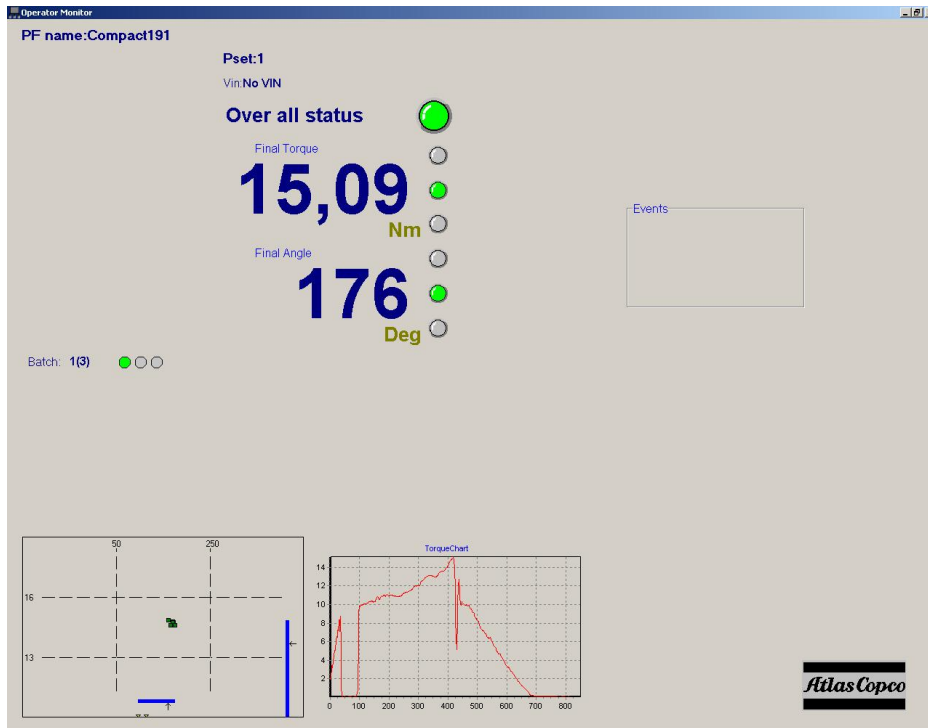 Operator Monitor
PF name:Compact191
Pset:1
Vin:No VIN
Over all status
Final Torque
15,09
Nm
Final Angle
176
Deg
Events
Batch: 1(3)
50 250
16
13
TorqueChart
14
12
10
8
6
4
2
0 100 200 300 400 500 600 700 800
Atlas Copco